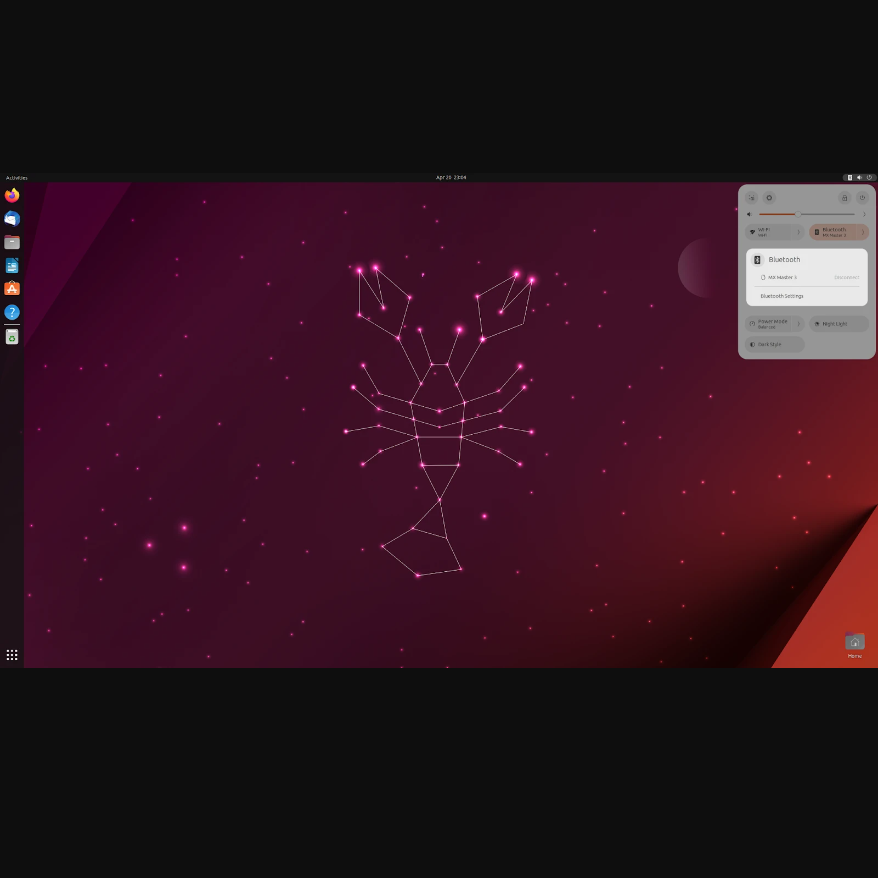 Activities
Apr 20 23:04
Wi-Fi
Bluetooth
MX Master 3
Bluetooth
MX Master 3 Disconnect
Bluetooth Settings
Power Mode
Balanced
Night Light
Dark Style
Home